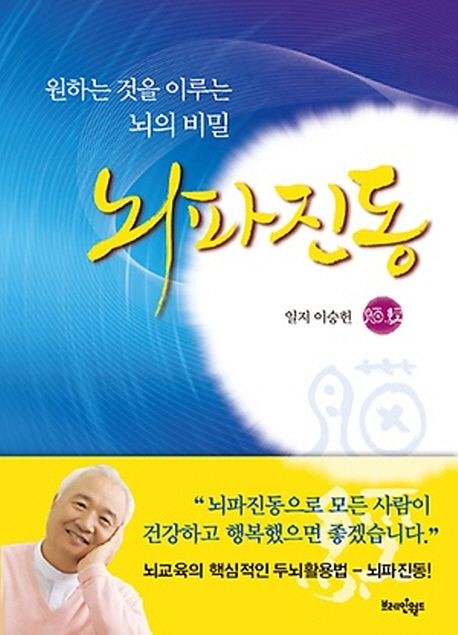 원하는 것을 이루는
뇌의 비밀
뇌파진동
일지 이승헌
“뇌파진동으로 모든 사람이
건강하고 행복했으면 좋겠습니다.”
뇌교육의 핵심적인 두뇌활용법 – 뇌파진동!
브레인월드